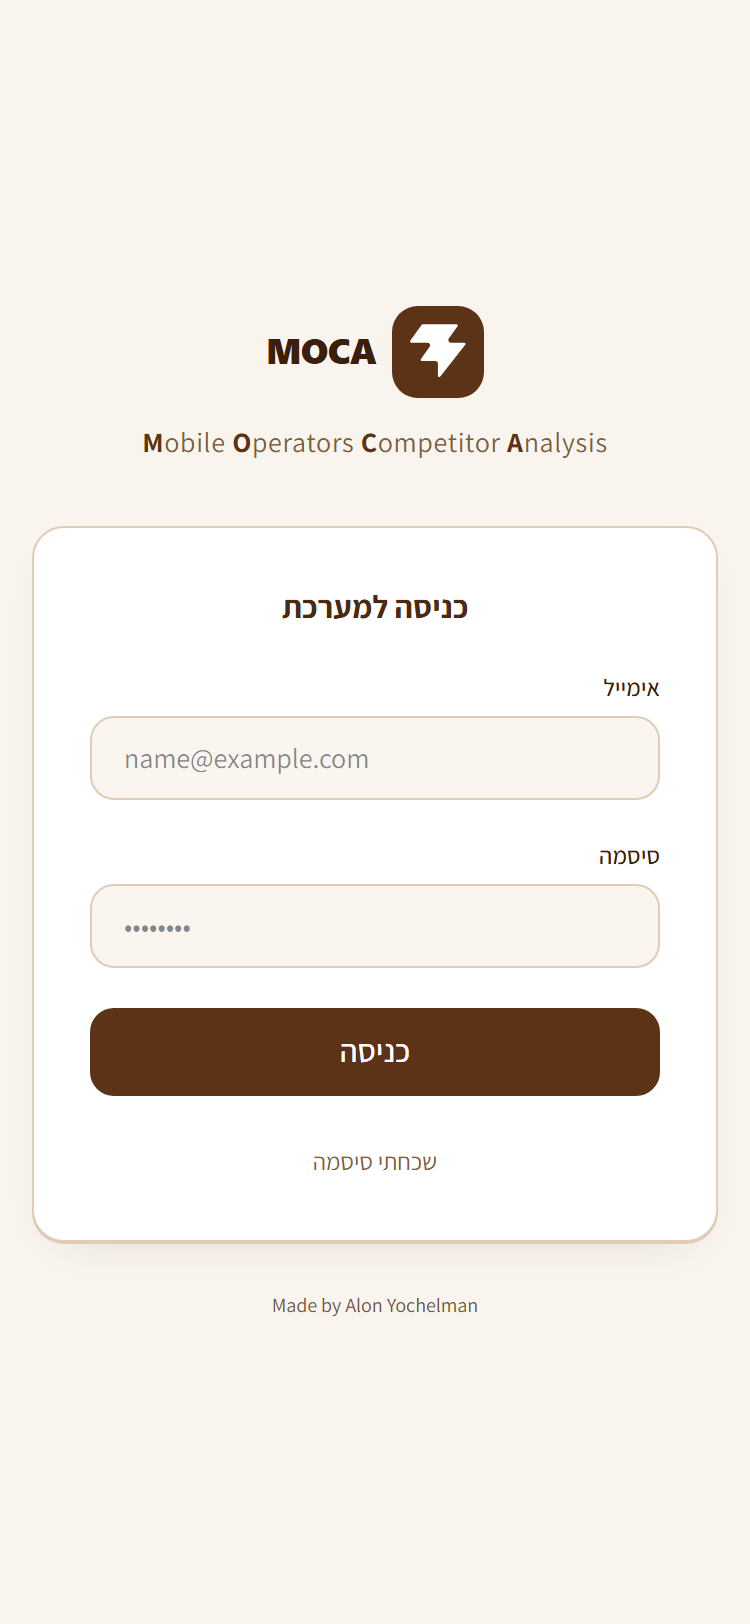 MOCA
Mobile Operators Competitor Analysis
כניסה למערכת
אימייל
name@example.com
סיסמה
••••••••
כניסה
שכחתי סיסמה
Made by Alon Yochelman